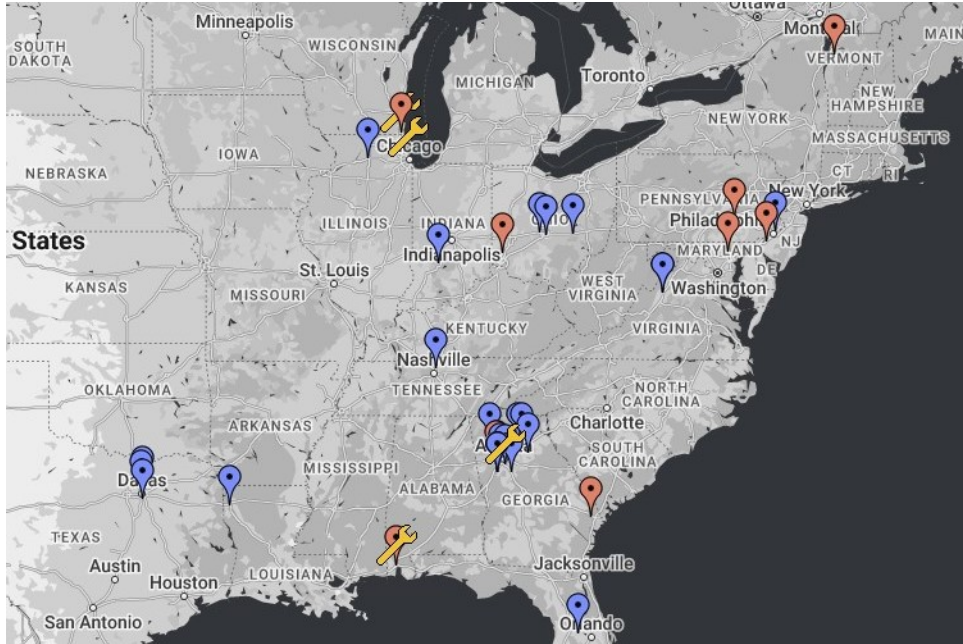 Ottawa
Minneapolis
Montréal
SOUTH
DAKOTA
WISCONSIN
MAIN
VERMONT
MICHIGAN
Toronto
NEW
HAMPSHIRE
NEW YORK
MASSACHUSETTS
Chicago
IOWA
CT
RI
NEBRASKA
PENNSYLVANIA
New York
ILLINOIS
INDIANA
OHIO
Philadelphia
States
Indianapolis
MARYLAND
NJ
St. Louis
DE
KANSAS
WEST
VIRGINIA
Washington
MISSOURI
KENTUCKY
VIRGINIA
Nashville
OKLAHOMA
TENNESSEE
NORTH
CAROLINA
ARKANSAS
Charlotte
SOUTH
CAROLINA
MISSISSIPPI
Dallas
ALABAMA
GEORGIA
TEXAS
Austin
Jacksonville
LOUISIANA
Houston
San Antonio
Orlando